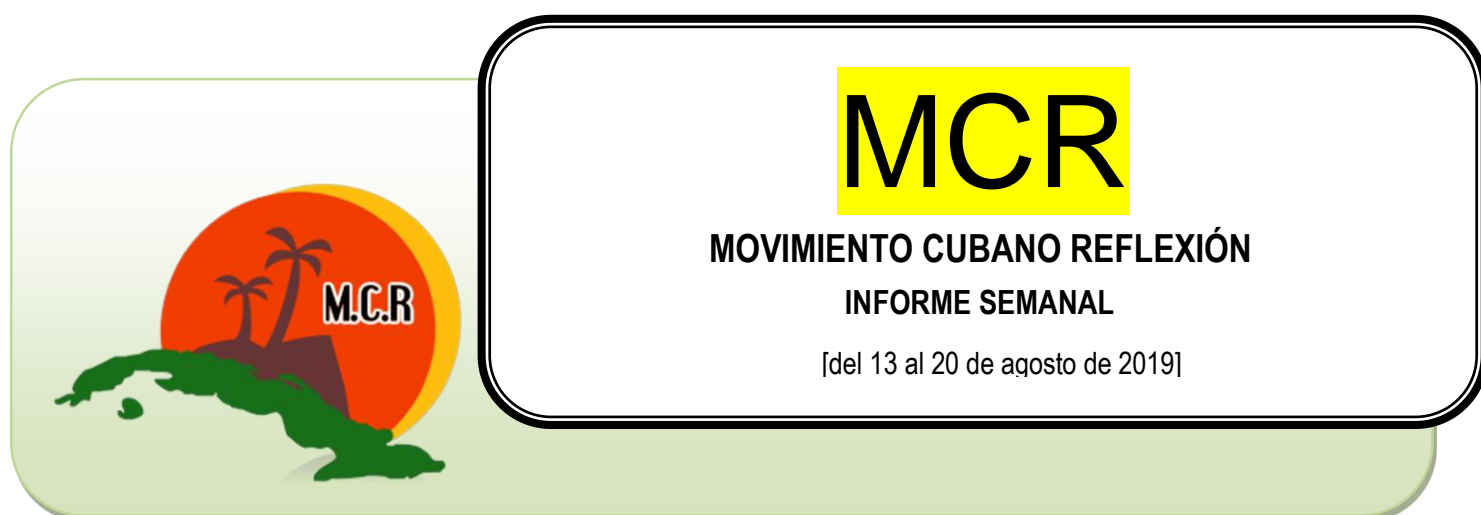 MCR
MOVIMIENTO CUBANO REFLEXIÓN
INFORME SEMANAL
[del 13 al 20 de agosto de 2019]
M.C.R